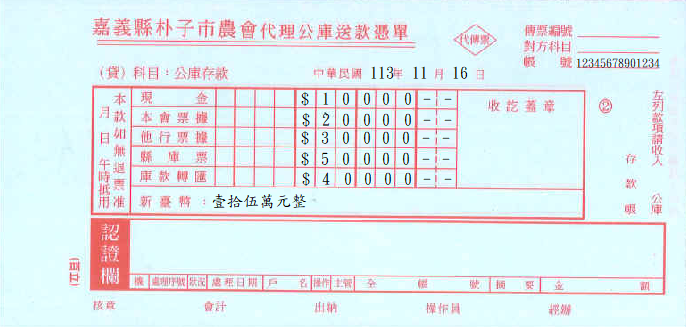 嘉義縣朴子市農會代理公庫送款憑單
代傳票
傳票編號
對方科目
帳號 12345678901234
(貸) 科目:公庫存款
中華民國 113年 11 月 16 日
本款如無退票准
月 日 午時抵用
現金 $10000--
本會票據 $20000--
他行票據 $30000--
縣庫票 $50000--
庫款轉匯 $40000--
新臺幣:壹拾伍萬元整
收訖蓋章
②
左列款項請收入
存款帳
公庫
認證欄
機 處理序號 狀況 處理日期 戶名 操作 主管 全帳號 摘要 金額
核章 會計 出納 操作員 經辦